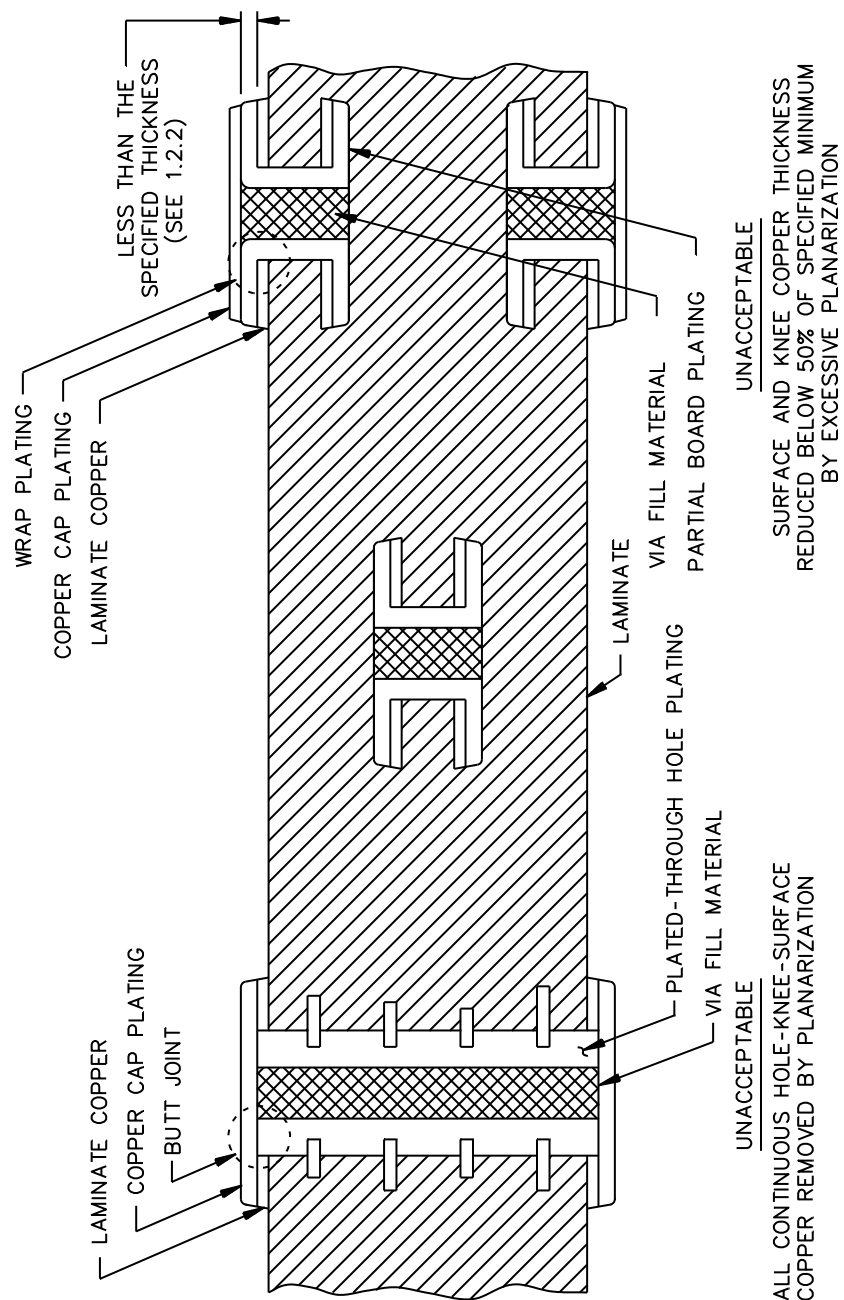 LAMINATE COPPER
COPPER CAP PLATING
BUTT JOINT
WRAP PLATING
COPPER CAP PLATING
LAMINATE COPPER
LESS THAN THE
SPECIFIED THICKNESS
(SEE 1.2.2)
PLATED-THROUGH HOLE PLATING
VIA FILL MATERIAL
LAMINATE
VIA FILL MATERIAL
PARTIAL BOARD PLATING
UNACCEPTABLE
ALL CONTINUOUS HOLE-KNEE-SURFACE
COPPER REMOVED BY PLANARIZATION
UNACCEPTABLE
SURFACE AND KNEE COPPER THICKNESS
REDUCED BELOW 50% OF SPECIFIED MINIMUM
BY EXCESSIVE PLANARIZATION